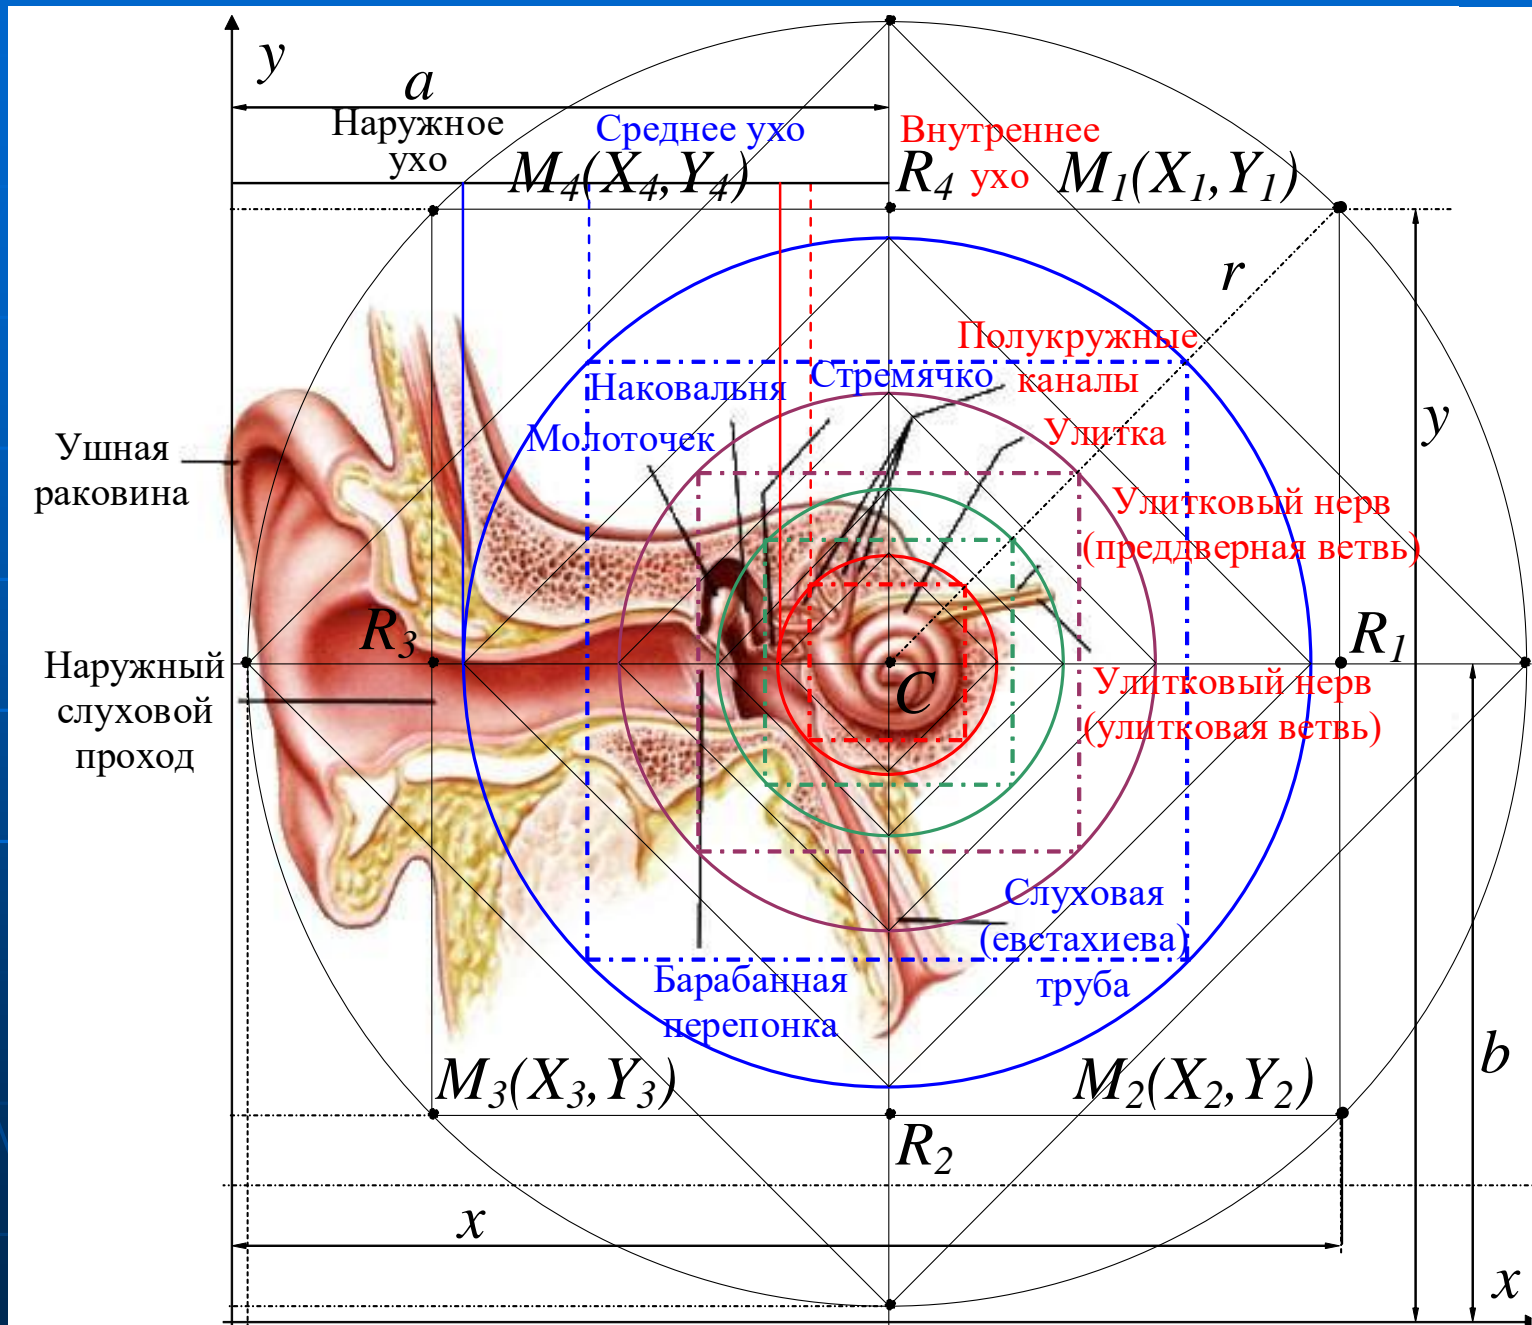 y
a
Наружное
ухо
Среднее ухо
Внутреннее
ухо
M4(X4,Y4)
R4
M1(X1,Y1)
r
Полукружные
каналы
Наковальня
Стремячко
Молоточек
Улитка
y
Ушная
раковина
Улитковый нерв
(преддверная ветвь)
R3
R1
Наружный
слуховой
проход
C
Улитковый нерв
(улитковая ветвь)
Слуховая
(евстахиева)
труба
Барабанная
перепонка
M3(X3,Y3)
M2(X2,Y2)
b
R2
x
x